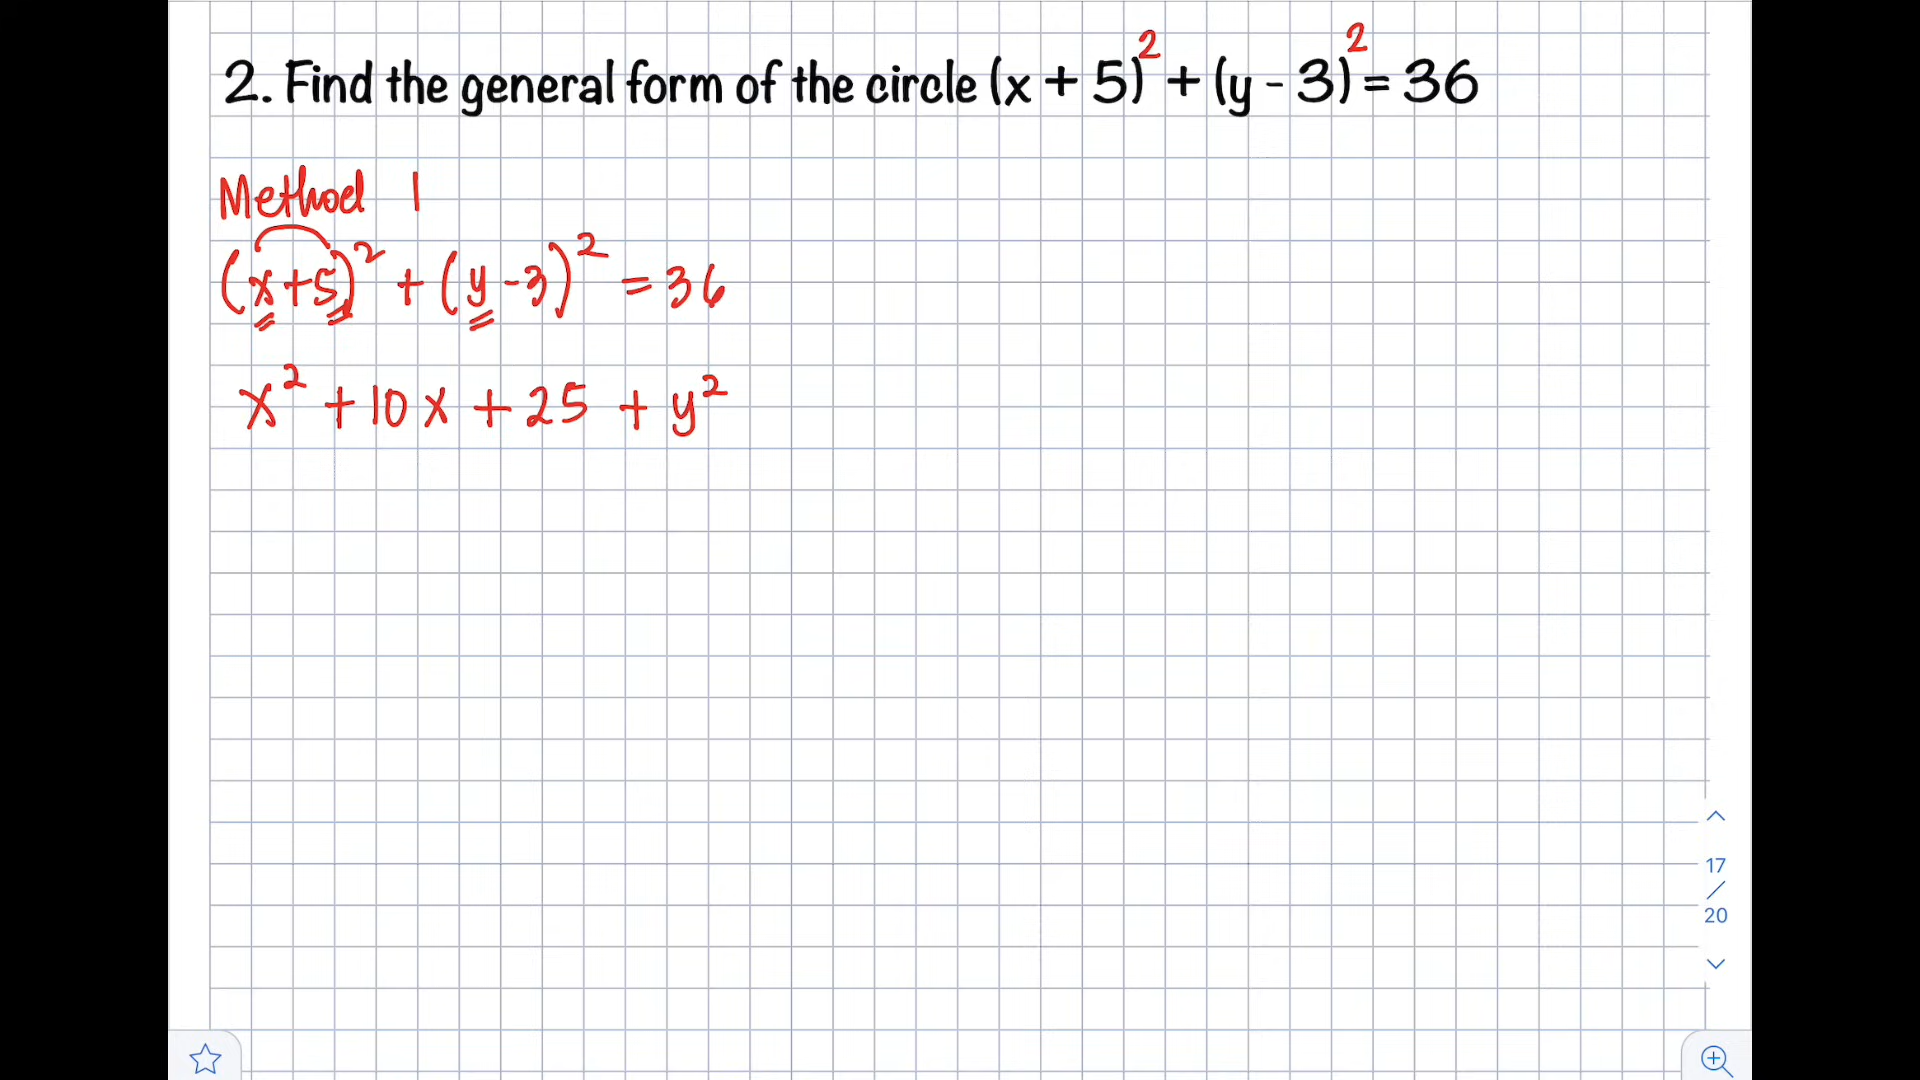 2. Find the general form of the circle (x + 5)² + (y - 3)² = 36
Method 1
(x+5)² + (y-3)² = 36
x² + 10x + 25 + y²
17
/
20